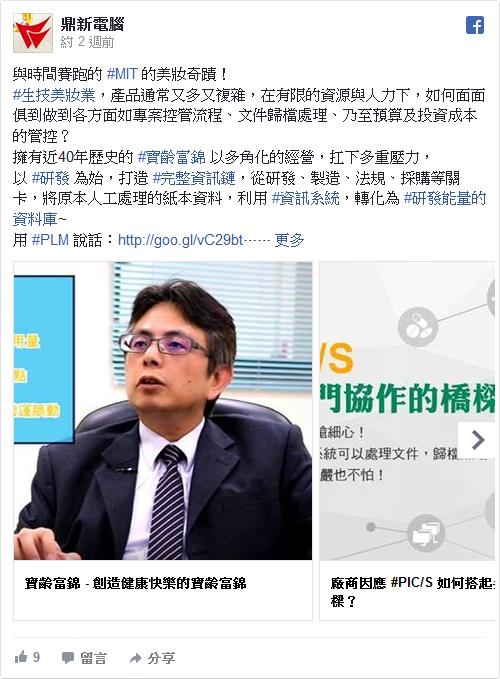 鼎新電腦
約 2 週前
與時間賽跑的 #MIT 的美妝奇蹟！
#生技美妝業，產品通常又多又複雜，在有限的資源與人力下，如何面面
俱到做到各方面如專案控管流程、文件歸檔處理、乃至預算及投資成本
的管控？
擁有近40年歷史的 #寶齡富錦 以多角化的經營，扛下多重壓力，
以 #研發 為始，打造 #完整資訊鏈，從研發、製造、法規、採購等關
卡，將原本人工處理的紙本資料，利用 #資訊系統，轉化為 #研發能量的
資料庫~
用 #PLM 說話：http://goo.gl/vC29bt⋯⋯ 更多
用量
點
/S
門協作的橋樑
細心！
系統可以處理文件，歸檔
嚴也不怕！
寶齡富錦 - 創造健康快樂的寶齡富錦
廠商因應 #PIC/S 如何搭起
樑？
9
留言
分享